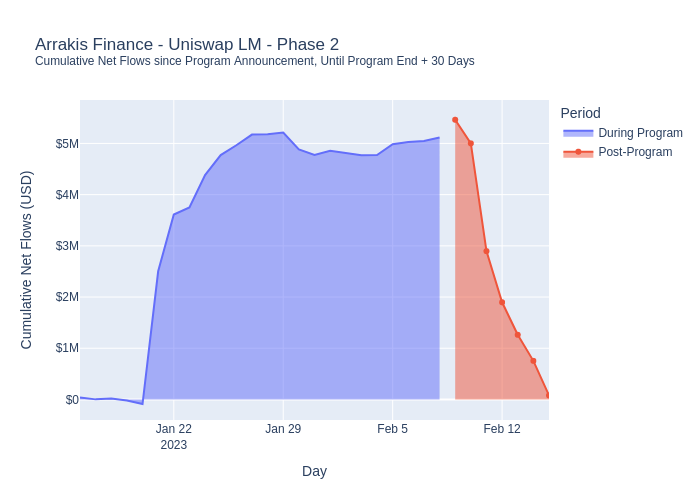 Arrakis Finance - Uniswap LM - Phase 2
Cumulative Net Flows since Program Announcement, Until Program End + 30 Days
Period
During Program
Post-Program
Cumulative Net Flows (USD)
$5M
$4M
$3M
$2M
$1M
$0
Jan 22
2023
Jan 29
Feb 5
Feb 12
Day